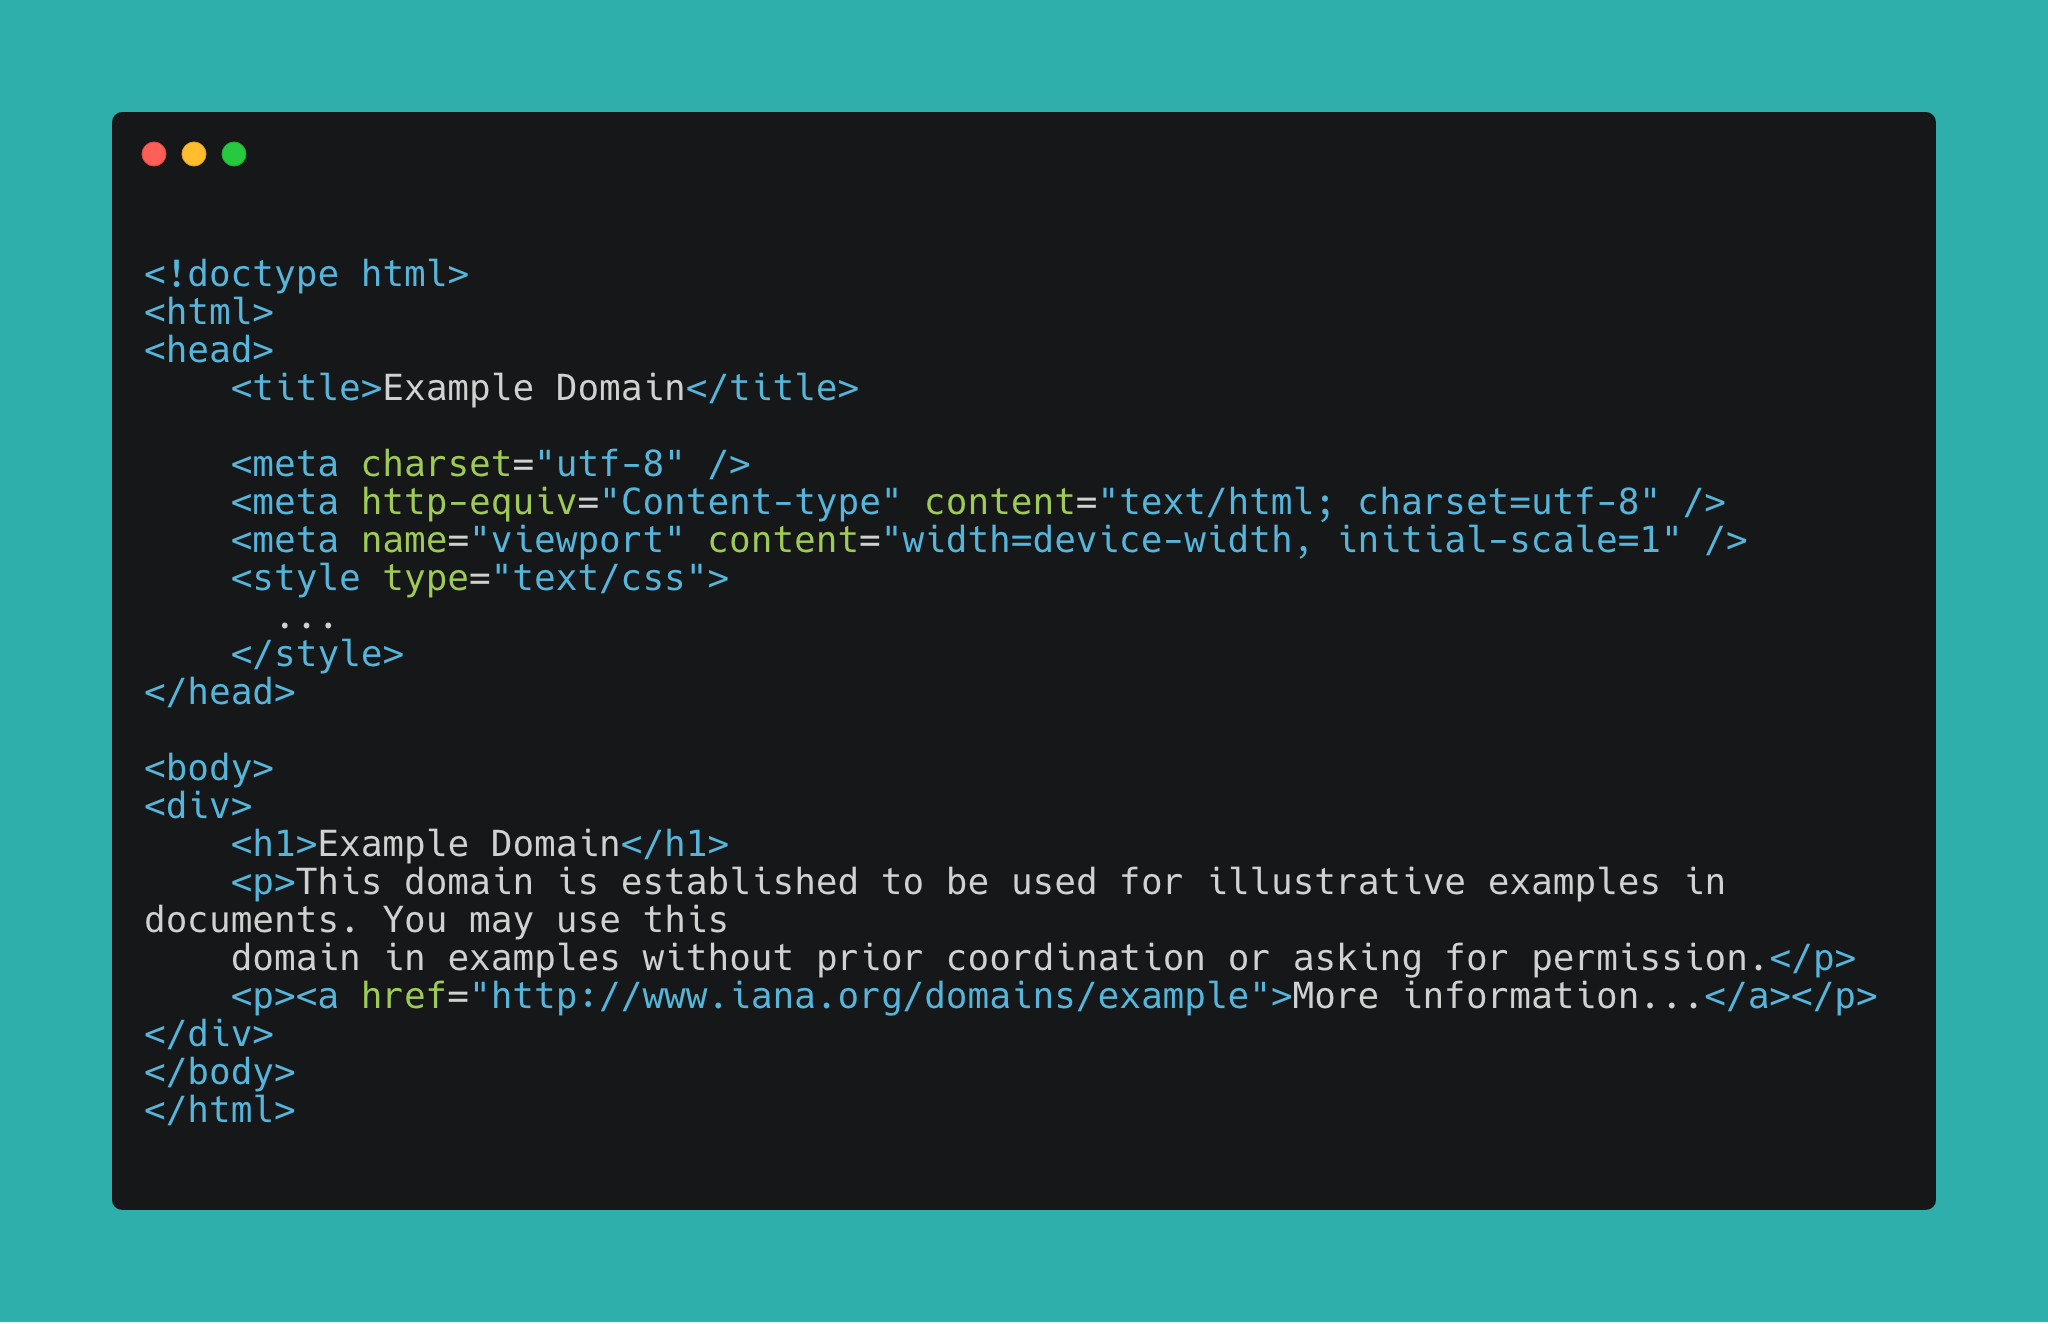 <!doctype html>
<html>
<head>
    <title>Example Domain</title>

    <meta charset="utf-8" />
    <meta http-equiv="Content-type" content="text/html; charset=utf-8" />
    <meta name="viewport" content="width=device-width, initial-scale=1" />
    <style type="text/css">
      ...
    </style>
</head>

<body>
<div>
    <h1>Example Domain</h1>
    <p>This domain is established to be used for illustrative examples in
documents. You may use this
    domain in examples without prior coordination or asking for permission.</p>
    <p><a href="http://www.iana.org/domains/example">More information...</a></p>
</div>
</body>
</html>